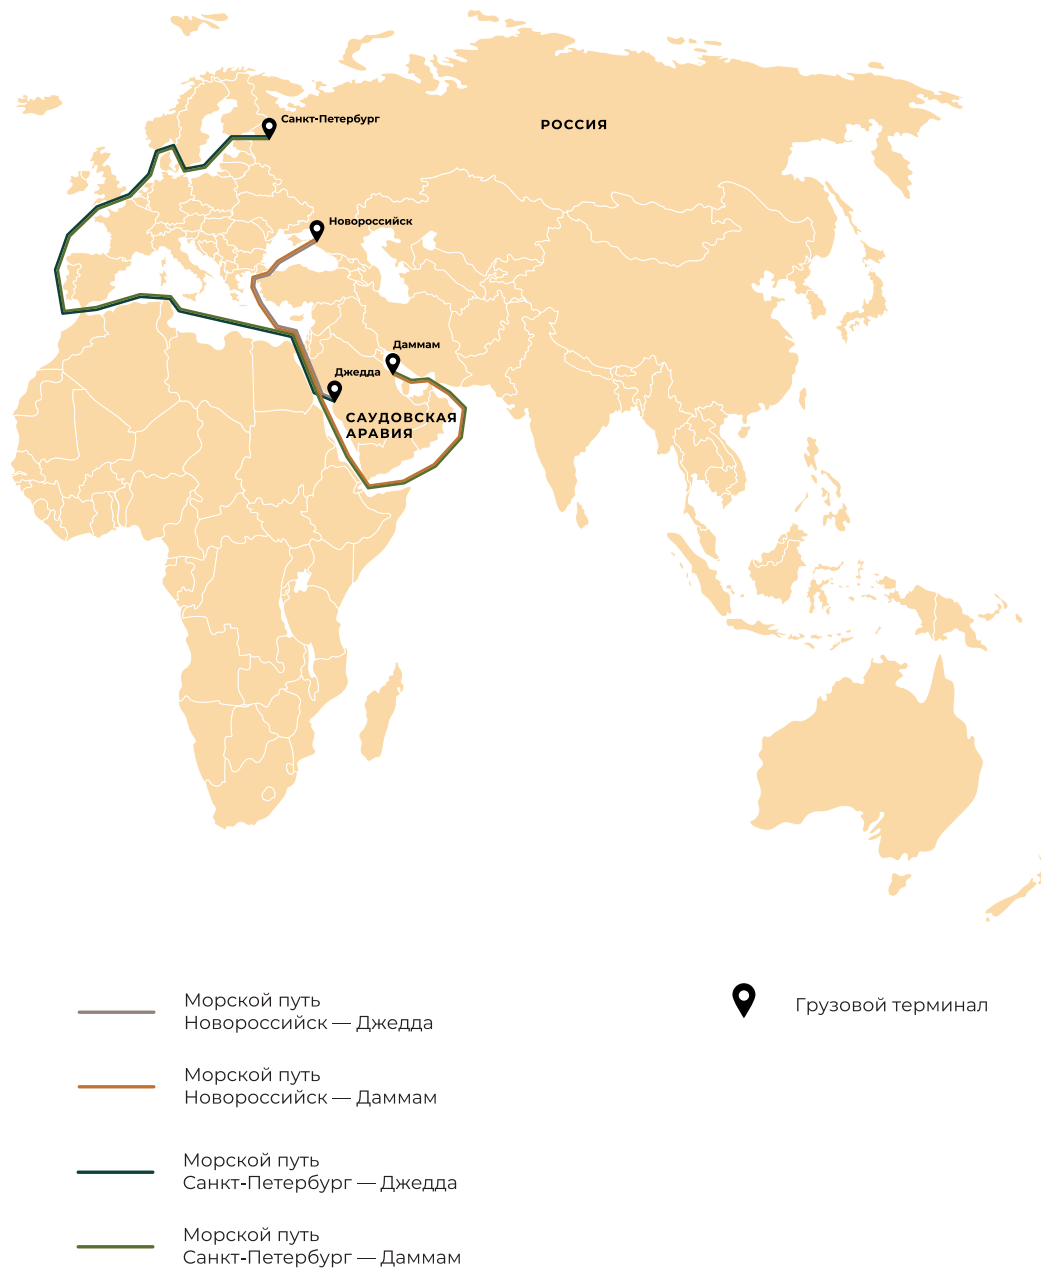 Санкт-Петербург
РОССИЯ
Новороссийск
Даммам
Джедда
САУДОВСКАЯ
АРАВИЯ
Морской путь
Новороссийск — Джедда
Грузовой терминал
Морской путь
Новороссийск — Даммам
Морской путь
Санкт-Петербург — Джедда
Морской путь
Санкт-Петербург — Даммам